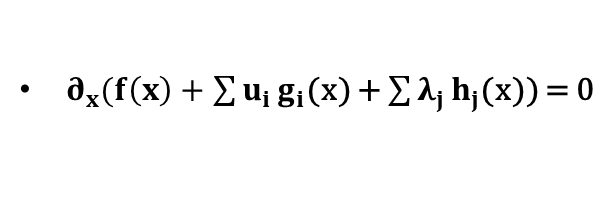 • ∂ₓ(f(x) + ∑ uᵢ gᵢ(x) + ∑ λⱼ hⱼ(x)) = 0